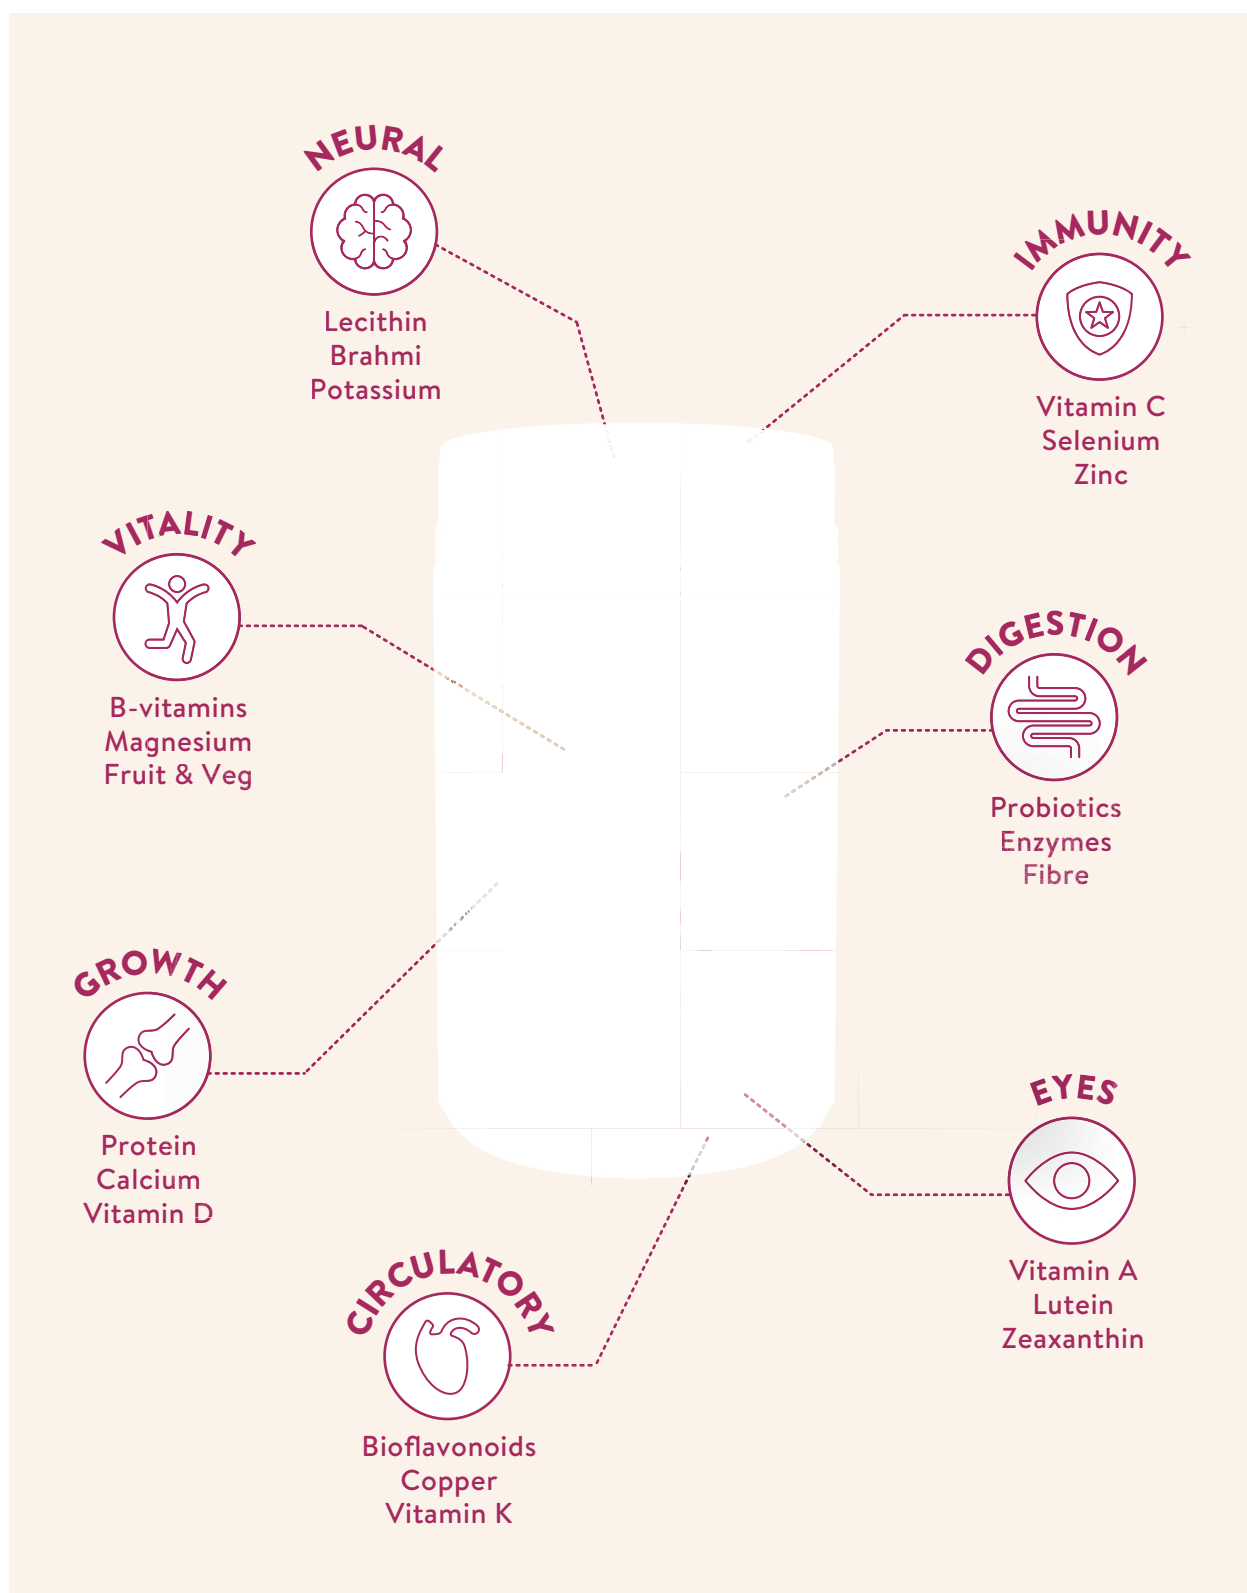 NEURAL
Lecithin
Brahmi
Potassium
IMMUNITY
Vitamin C
Selenium
Zinc
VITALITY
B-vitamins
Magnesium
Fruit & Veg
DIGESTION
Probiotics
Enzymes
Fibre
GROWTH
Protein
Calcium
Vitamin D
EYES
Vitamin A
Lutein
Zeaxanthin
CIRCULATORY
Bioflavonoids
Copper
Vitamin K